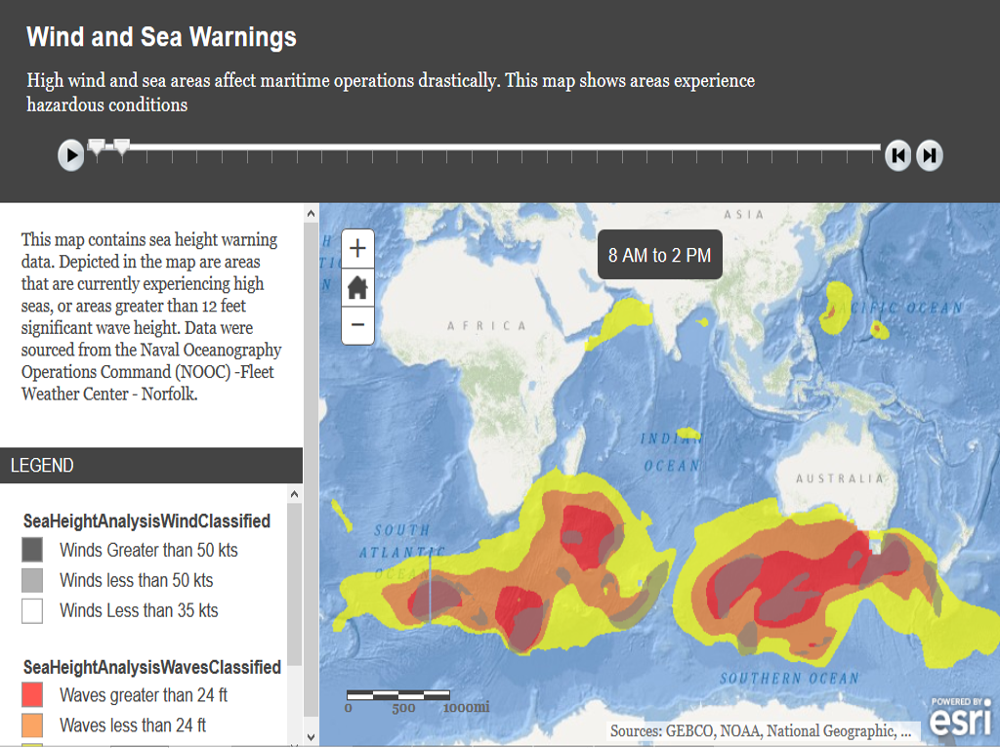 Wind and Sea Warnings
High wind and sea areas affect maritime operations drastically. This map shows areas experience
hazardous conditions
This map contains sea height warning
data. Depicted in the map are areas
that are currently experiencing high
seas, or areas greater than 12 feet
significant wave height. Data were
sourced from the Naval Oceanography
Operations Command (NOOC) -Fleet
Weather Center - Norfolk.
LEGEND
SeaHeightAnalysisWindClassified
Winds Greater than 50 kts
Winds less than 50 kts
Winds Less than 35 kts
SeaHeightAnalysisWavesClassified
Waves greater than 24 ft
Waves less than 24 ft
+
−
8 AM to 2 PM
ASIA
AFRICA
PACIFIC OCEAN
INDIAN
OCEAN
AUSTRALIA
SOUTH
ATLANTIC
OCEAN
SOUTHERN OCEAN
0 500 1000mi
Sources: GEBCO, NOAA, National Geographic, ...
POWERED BY
esri